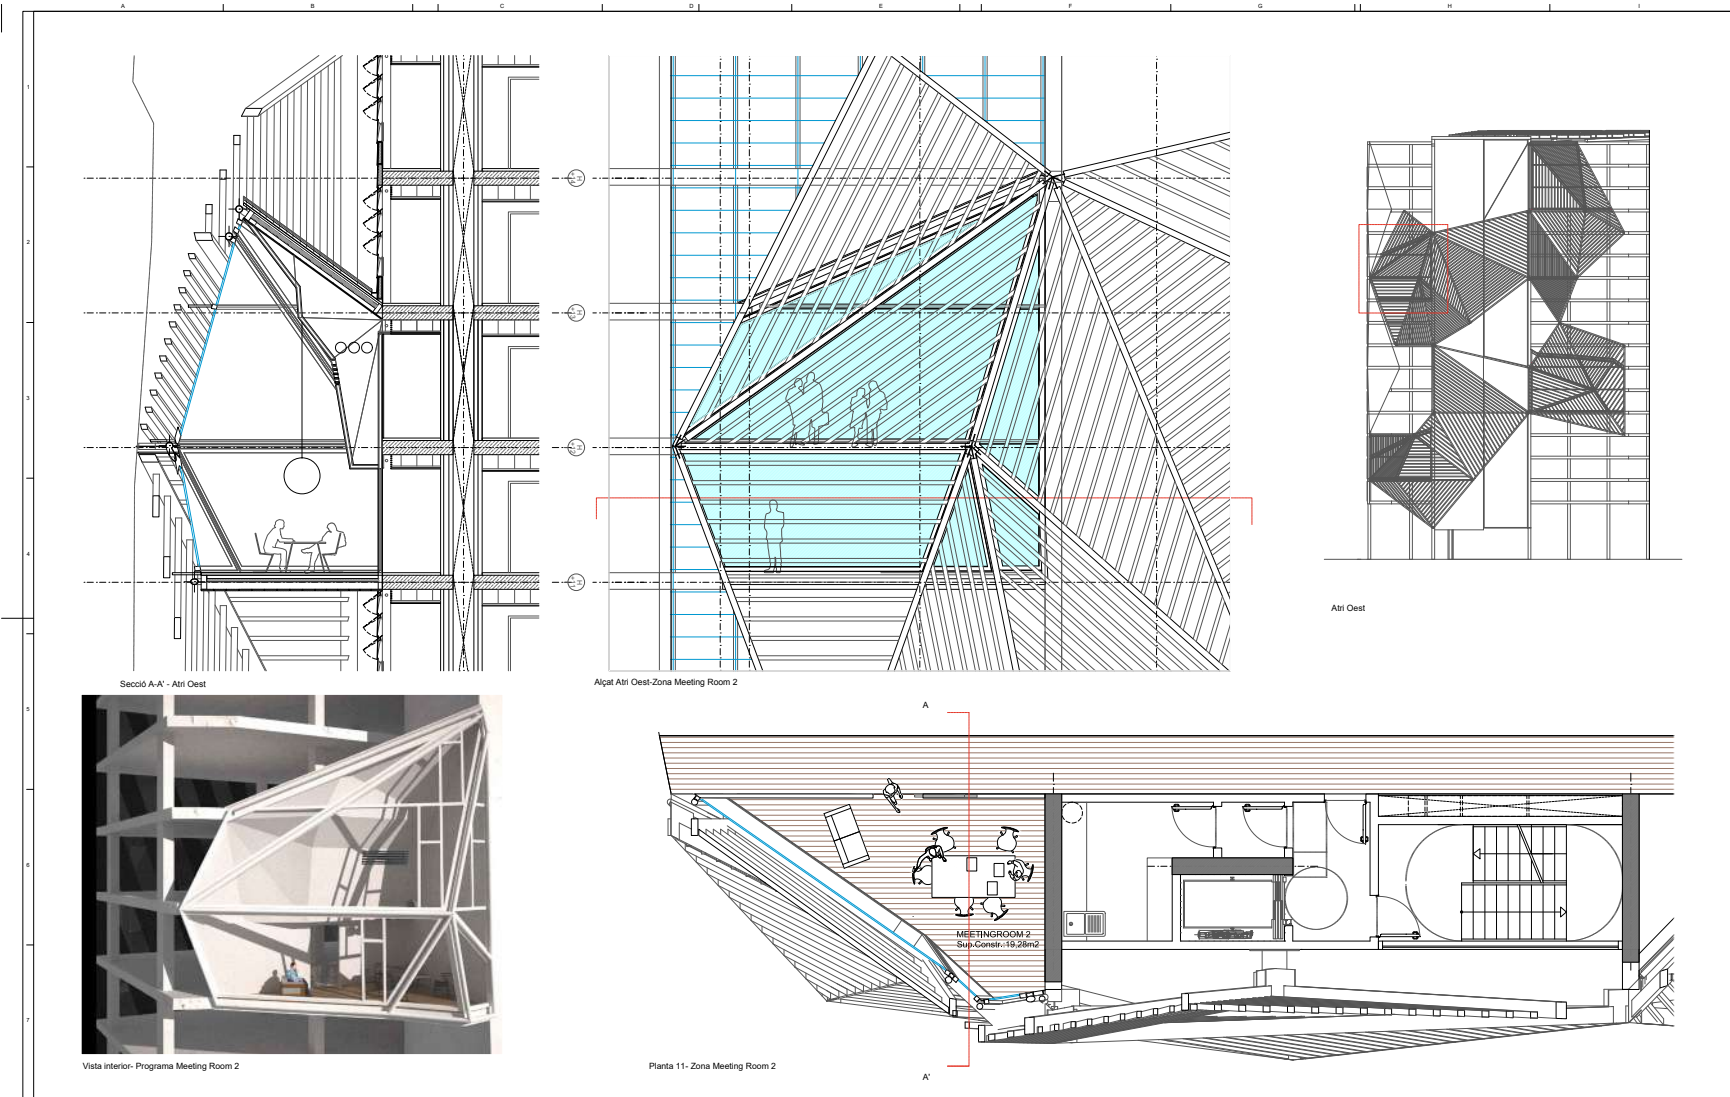 A B C D E F G H I
1
2
3
4
5
6
7
Secció A-A' - Atri Oest
Alçat Atri Oest-Zona Meeting Room 2
Atri Oest
A
MEETINGROOM 2
Sup.Constr.:19,28m2
A'
Vista interior- Programa Meeting Room 2
Planta 11- Zona Meeting Room 2